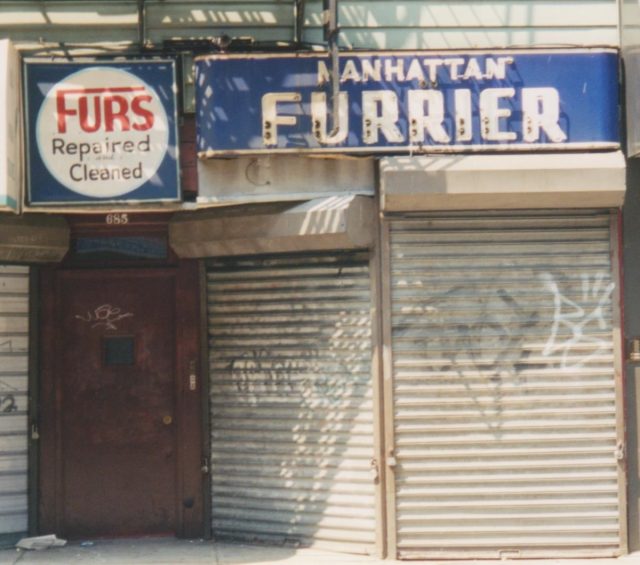 FURS
Repaired
and
Cleaned
MANHATTAN
FURRIER
685